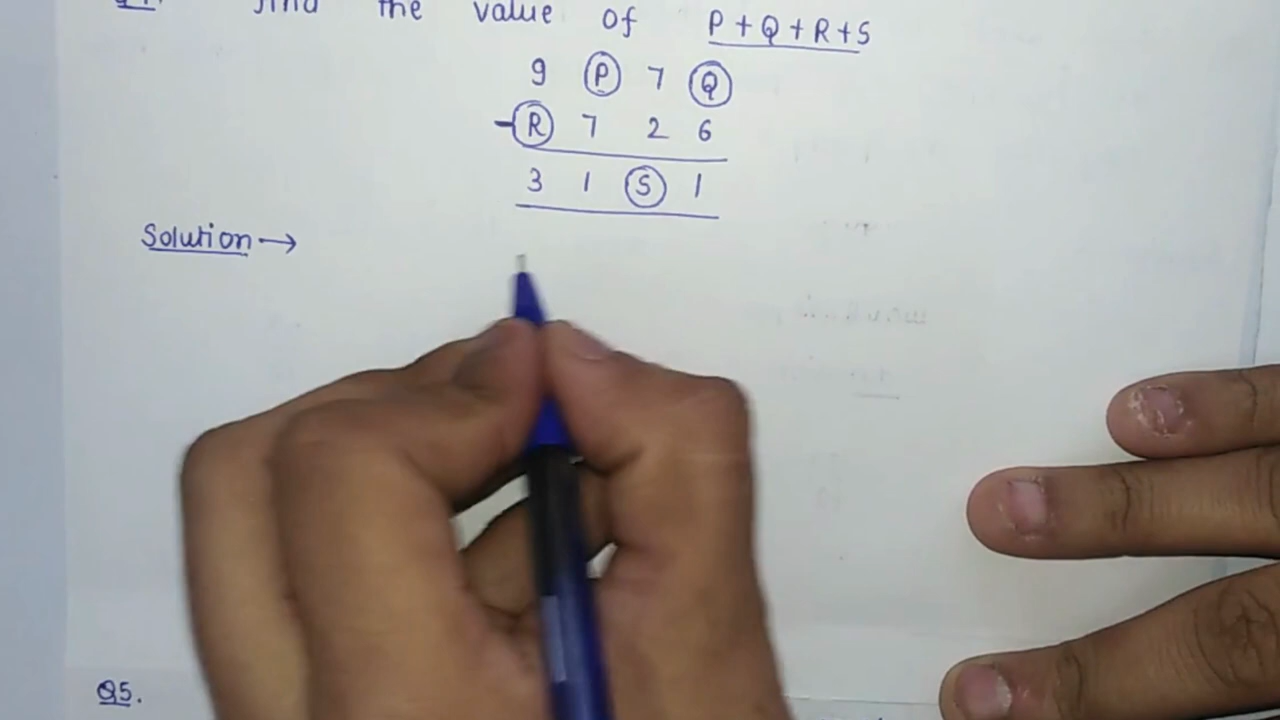 the value of P+Q+R+S
9 P 7 Q
-R 7 2 6
3 1 S 1
Solution →
Q5.